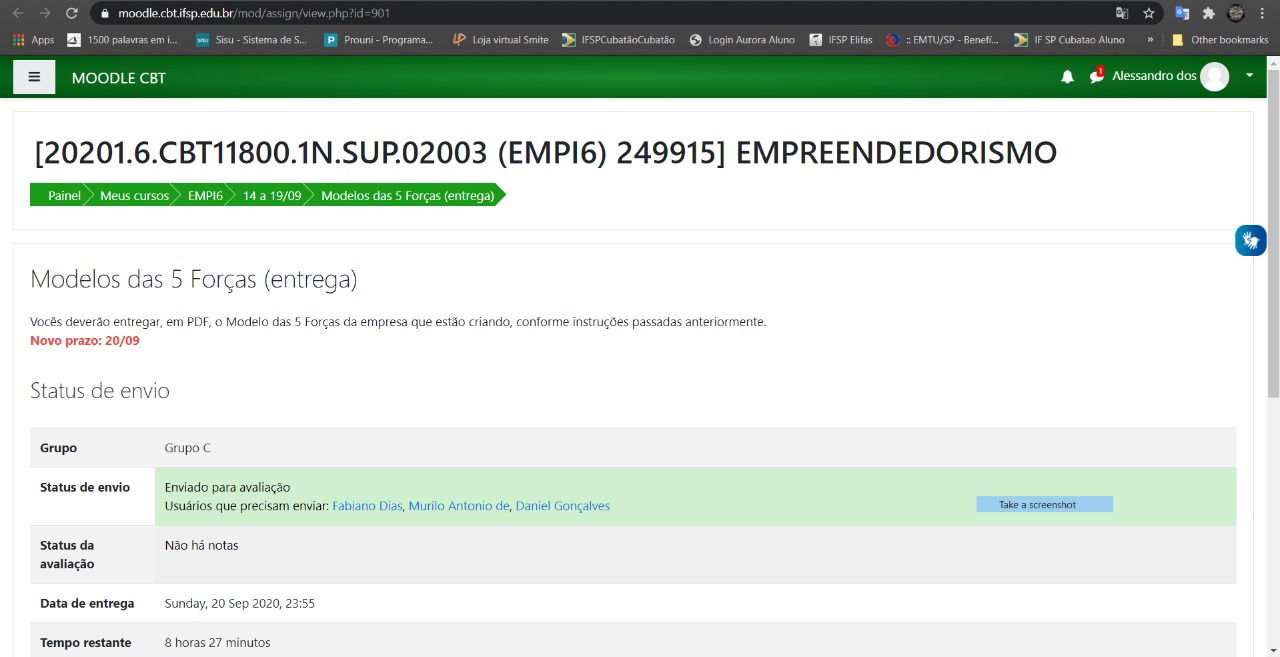 moodle.cbt.ifsp.edu.br/mod/assign/view.php?id=901
Apps 1500 palavras em i... sisu Sisu - Sistema de S... P Prouni - Programa... Loja virtual Smite IFSPCubatãoCubatão Login Aurora Aluno IFSP Elifas :: EMTU/SP - Benefí... IF SP Cubatao Aluno » Other bookmarks
MOODLE CBT 1 Alessandro dos
[20201.6.CBT11800.1N.SUP.02003 (EMPI6) 249915] EMPREENDEDORISMO
Painel Meus cursos EMPI6 14 a 19/09 Modelos das 5 Forças (entrega)
Modelos das 5 Forças (entrega)
Vocês deverão entregar, em PDF, o Modelo das 5 Forças da empresa que estão criando, conforme instruções passadas anteriormente.
Novo prazo: 20/09
Status de envio
Grupo Grupo C
Status de envio Enviado para avaliação
Usuários que precisam enviar: Fabiano Dias, Murilo Antonio de, Daniel Gonçalves
Take a screenshot
Status da avaliação Não há notas
Data de entrega Sunday, 20 Sep 2020, 23:55
Tempo restante 8 horas 27 minutos